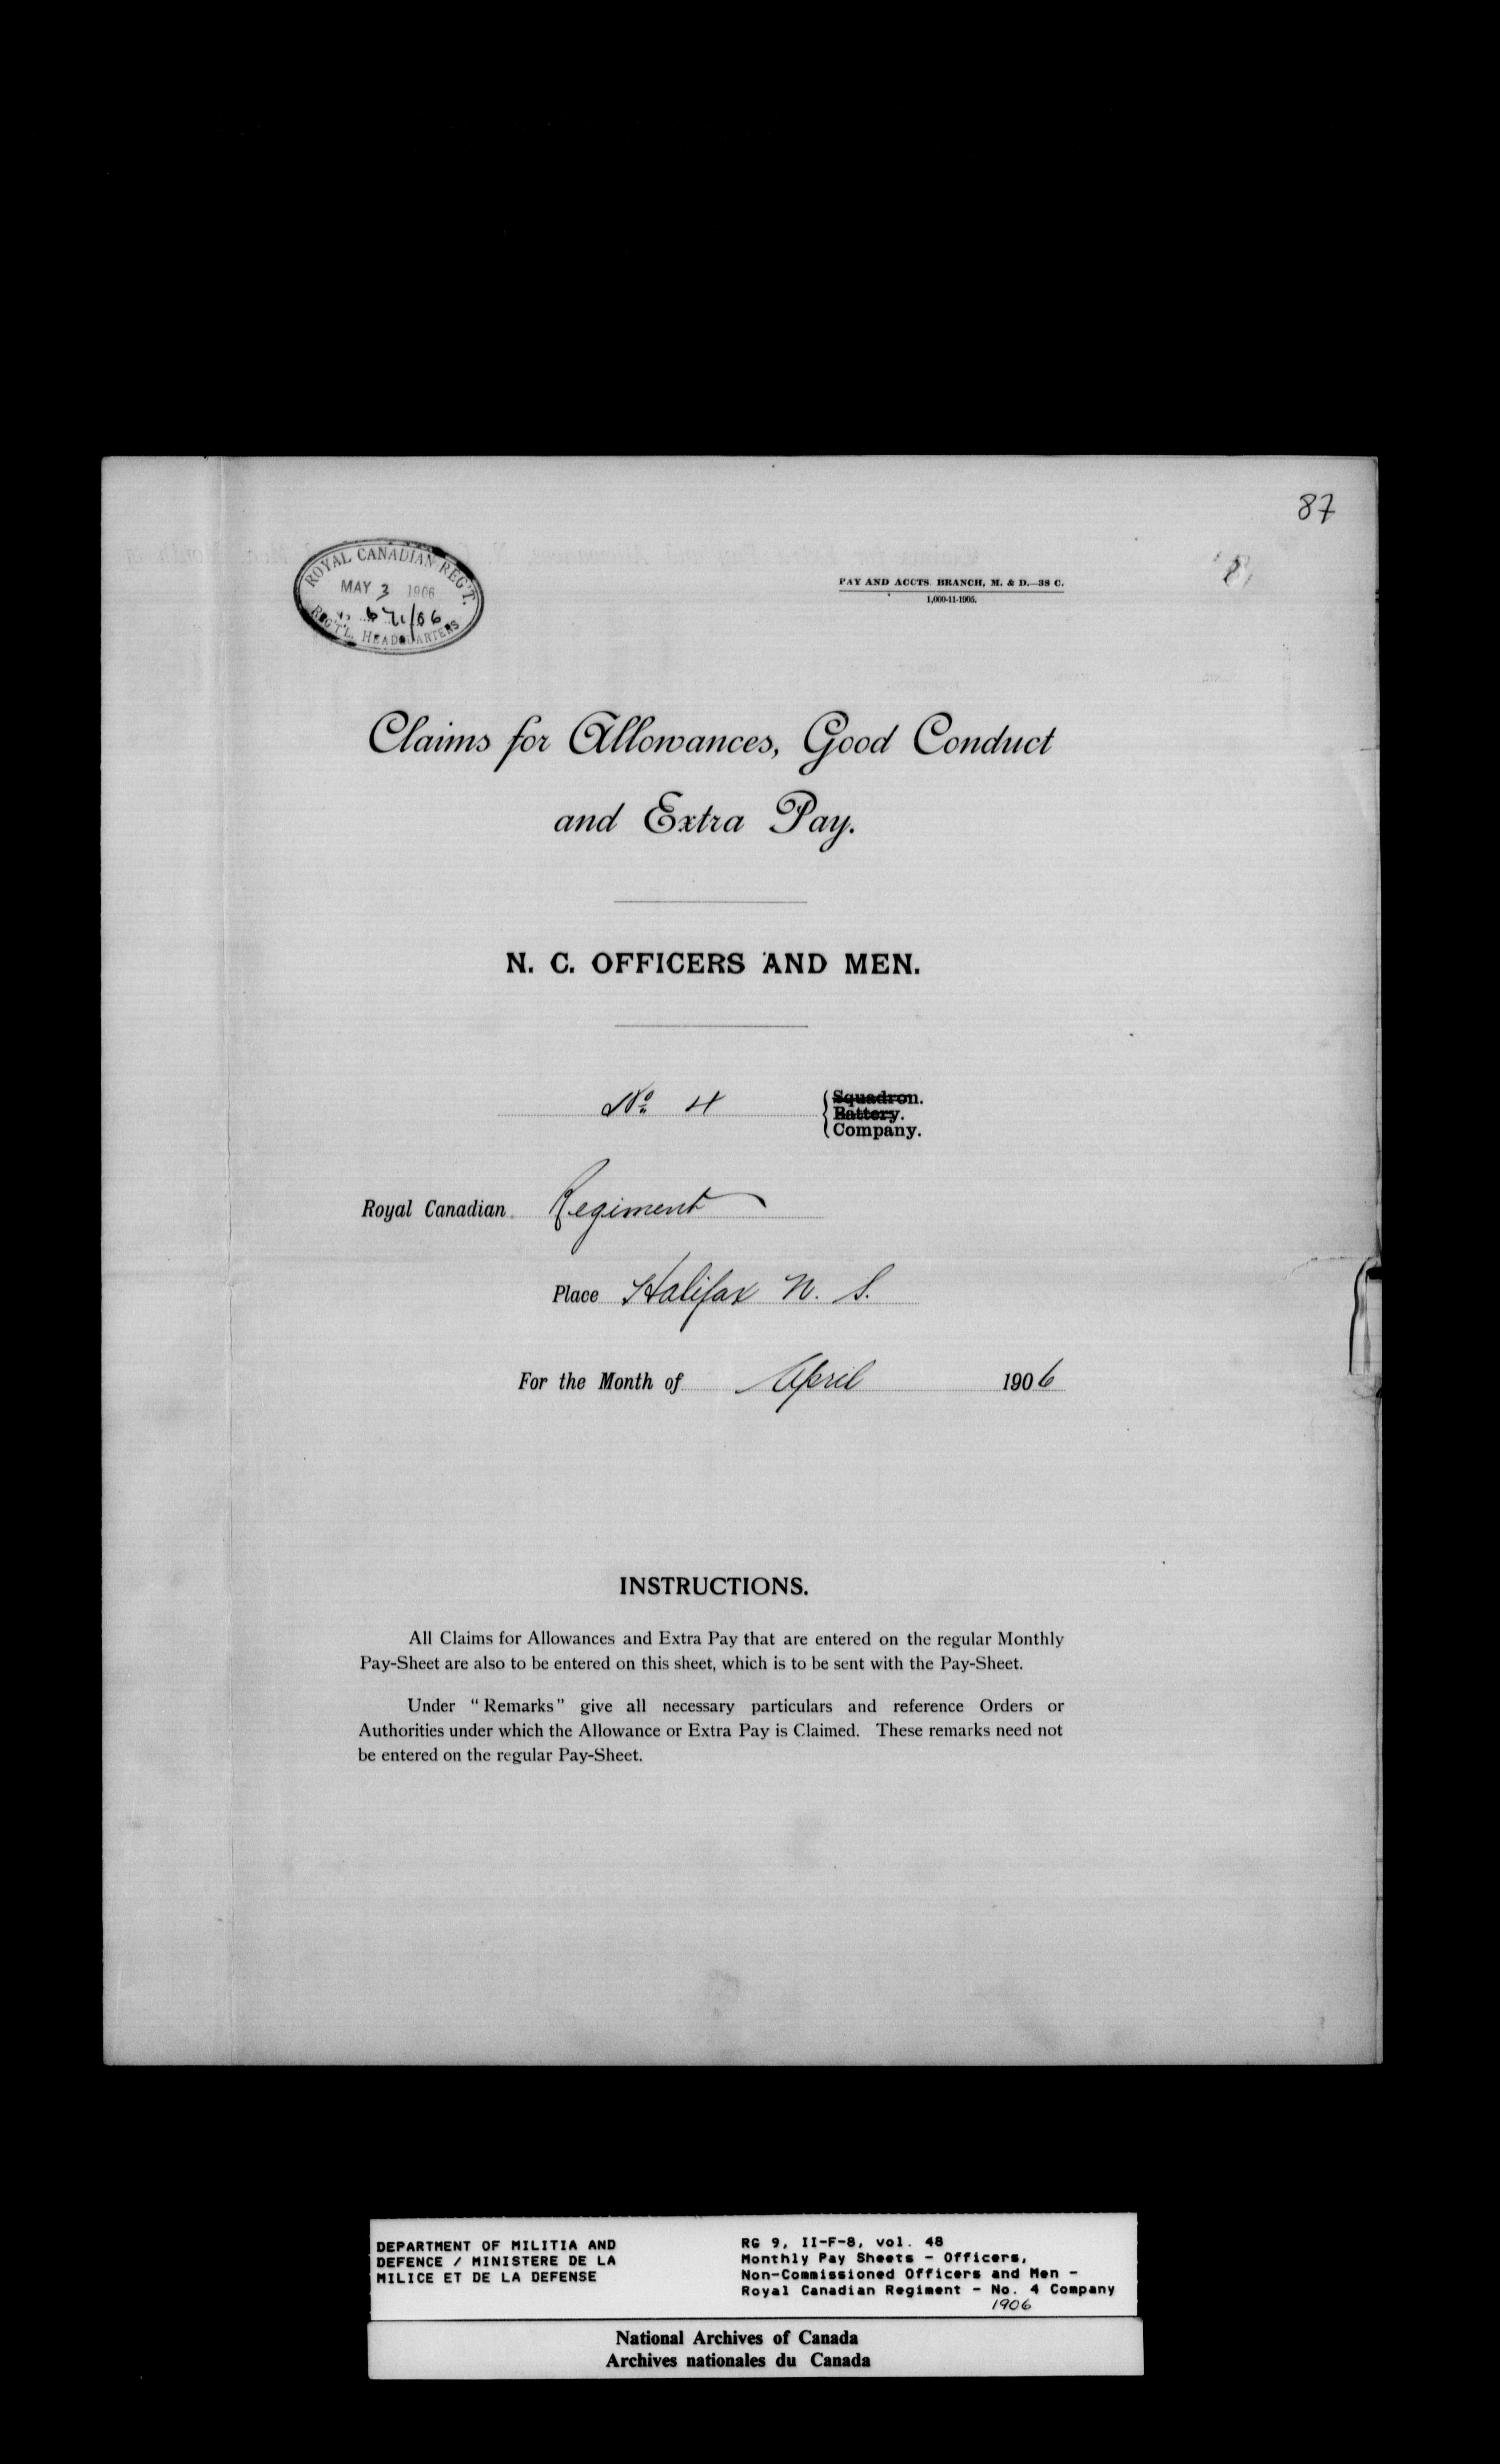 87
ROYAL CANADIAN REG'T.
MAY 3 1906
REG'T'L. HEADQUARTERS
PAY AND ACCTS. BRANCH, M. & D.—38 C.
1,000-11-1905.
Claims for Allowances, Good Conduct
and Extra Pay.
N. C. OFFICERS AND MEN.
Squadron.
No 4 Battery.
Company.
Royal Canadian Regiment
Place Halifax N. S.
For the Month of April 1906
INSTRUCTIONS.
All Claims for Allowances and Extra Pay that are entered on the regular Monthly
Pay-Sheet are also to be entered on this sheet, which is to be sent with the Pay-Sheet.
Under "Remarks" give all necessary particulars and reference Orders or
Authorities under which the Allowance or Extra Pay is Claimed. These remarks need not
be entered on the regular Pay-Sheet.
DEPARTMENT OF MILITIA AND
DEFENCE / MINISTERE DE LA
MILICE ET DE LA DEFENSE
RG 9, II-F-8, vol. 48
Monthly Pay Sheets - Officers,
Non-Commissioned Officers and Men -
Royal Canadian Regiment - No. 4 Company
1906
National Archives of Canada
Archives nationales du Canada